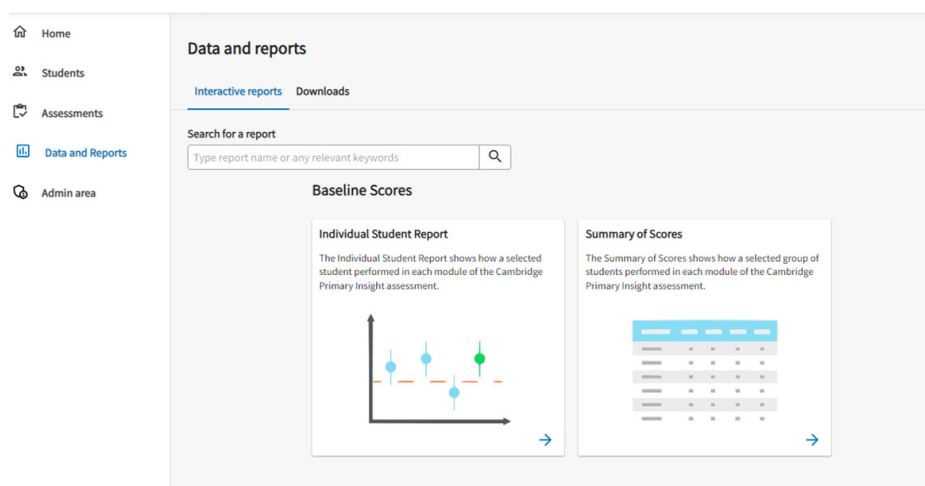 Home
Students
Assessments
Data and Reports
Admin area
Data and reports
Interactive reports Downloads
Search for a report
Type report name or any relevant keywords
Baseline Scores
Individual Student Report
The Individual Student Report shows how a selected
student performed in each module of the Cambridge
Primary Insight assessment.
Summary of Scores
The Summary of Scores shows how a selected group of
students performed in each module of the Cambridge
Primary Insight assessment.